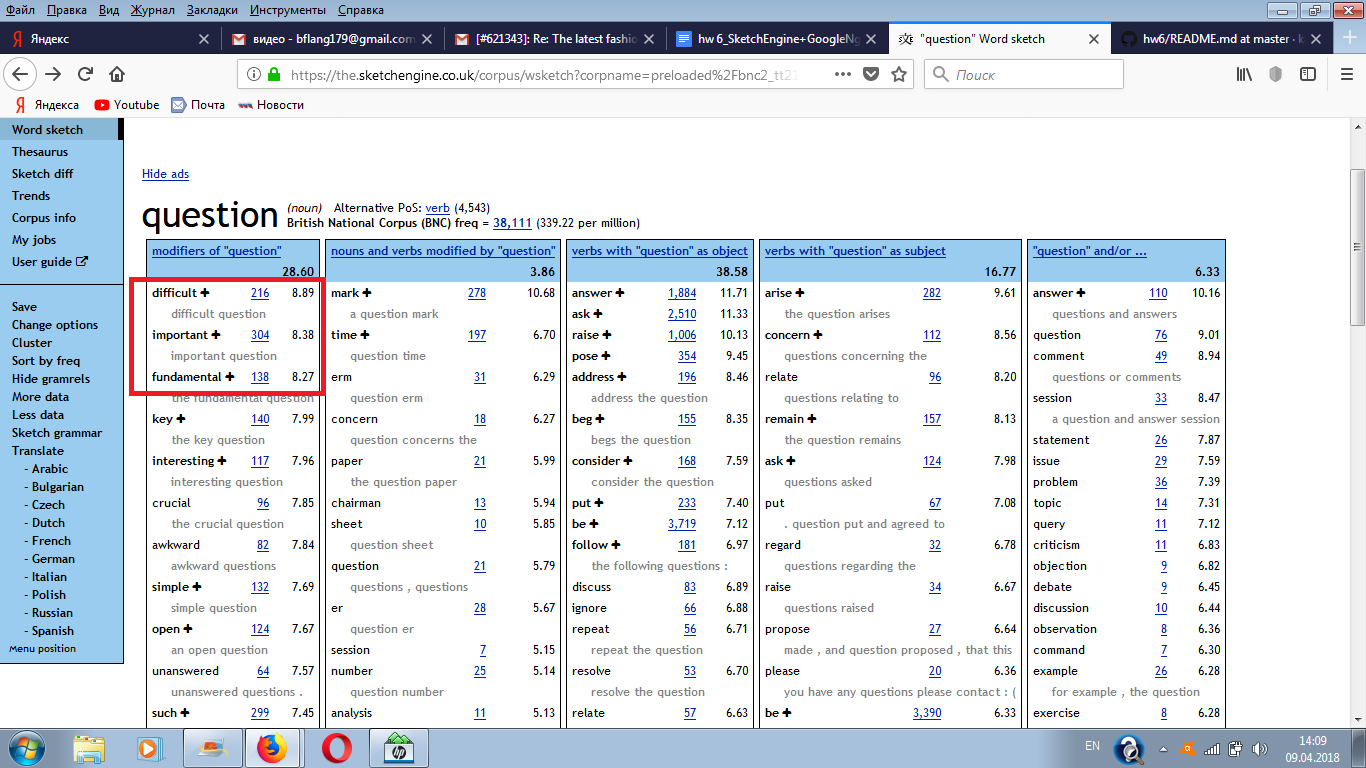 Файл Правка Вид Журнал Закладки Инструменты Справка
Яндекс
видео - bflang179@gmail.com
[#621343]: Re: The latest fashio
hw 6_SketchEngine+GoogleNg
"question" Word sketch
hw6/README.md at master · k
https://the.sketchengine.co.uk/corpus/wsketch?corpname=preloaded%2Fbnc2_tt21
Поиск
Яндекса Youtube Почта Новости
Word sketch
Thesaurus
Sketch diff
Trends
Corpus info
My jobs
User guide
Save
Change options
Cluster
Sort by freq
Hide gramrels
More data
Less data
Sketch grammar
Translate
- Arabic
- Bulgarian
- Czech
- Dutch
- French
- German
- Italian
- Polish
- Russian
- Spanish
Menu position
Hide ads
question (noun) Alternative PoS: verb (4,543)
British National Corpus (BNC) freq = 38,111 (339.22 per million)
modifiers of "question"
28.60
difficult + 216 8.89
difficult question
important + 304 8.38
important question
fundamental + 138 8.27
the fundamental question
key + 140 7.99
the key question
interesting + 117 7.96
interesting question
crucial 96 7.85
the crucial question
awkward 82 7.84
awkward questions
simple + 132 7.69
simple question
open + 124 7.67
an open question
unanswered 64 7.57
unanswered questions .
such + 299 7.45
nouns and verbs modified by "question"
3.86
mark + 278 10.68
a question mark
time + 197 6.70
question time
erm 31 6.29
question erm
concern 18 6.27
question concerns the
paper 21 5.99
the question paper
chairman 13 5.94
sheet 10 5.85
question sheet
question 21 5.79
questions , questions
er 28 5.67
question er
session 7 5.15
number 25 5.14
question number
analysis 11 5.13
verbs with "question" as object
38.58
answer + 1,884 11.71
ask + 2,510 11.33
raise + 1,006 10.13
pose + 354 9.45
address + 196 8.46
address the question
beg + 155 8.35
begs the question
consider + 168 7.59
consider the question
put + 233 7.40
be + 3,719 7.12
follow + 181 6.97
the following questions :
discuss 83 6.89
ignore 66 6.88
repeat 56 6.71
repeat the question
resolve 53 6.70
resolve the question
relate 57 6.63
verbs with "question" as subject
16.77
arise + 282 9.61
the question arises
concern + 112 8.56
questions concerning the
relate 96 8.20
questions relating to
remain + 157 8.13
the question remains
ask + 124 7.98
questions asked
put 67 7.08
. question put and agreed to
regard 32 6.78
questions regarding the
raise 34 6.67
questions raised
propose 27 6.64
made , and question proposed , that this
please 20 6.36
you have any questions please contact : (
be + 3,390 6.33
"question" and/or ...
6.33
answer + 110 10.16
questions and answers
question 76 9.01
comment 49 8.94
questions or comments
session 33 8.47
a question and answer session
statement 26 7.87
issue 29 7.59
problem 36 7.39
topic 14 7.31
query 11 7.12
criticism 11 6.83
objection 9 6.82
debate 9 6.45
discussion 10 6.44
observation 8 6.36
command 7 6.30
example 26 6.28
for example , the question
exercise 8 6.28
EN
14:09
09.04.2018